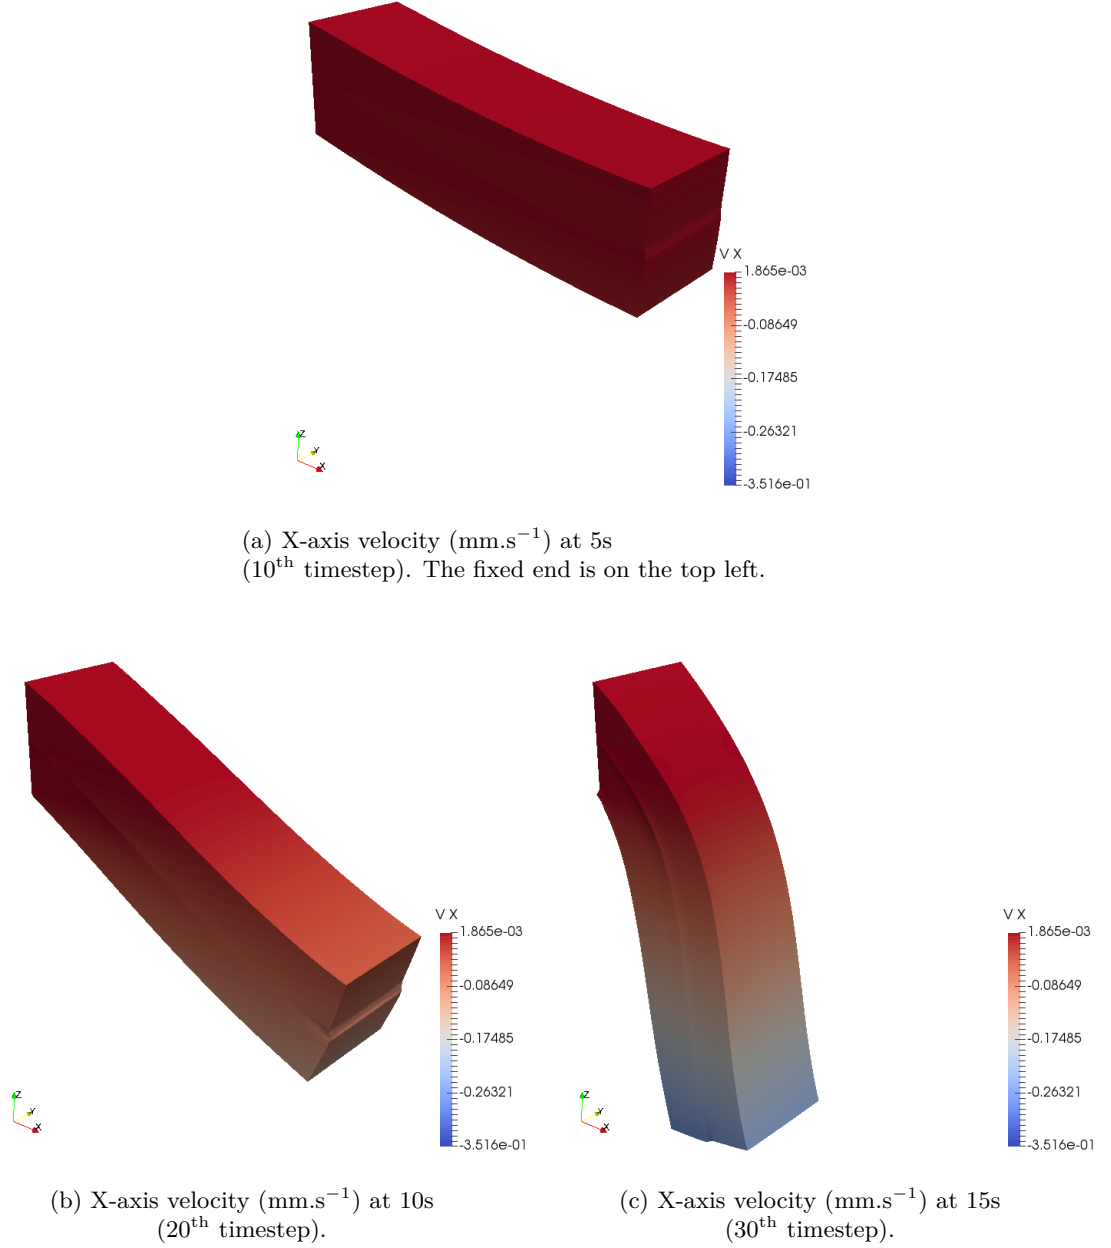 V X
1.865e-03
-0.08649
-0.17485
-0.26321
-3.516e-01
Z
Y
X
(a) X-axis velocity (mm.s⁻¹) at 5s
(10ᵗʰ timestep). The fixed end is on the top left.
V X
1.865e-03
-0.08649
-0.17485
-0.26321
-3.516e-01
Z
Y
X
(b) X-axis velocity (mm.s⁻¹) at 10s
(20ᵗʰ timestep).
V X
1.865e-03
-0.08649
-0.17485
-0.26321
-3.516e-01
Z
Y
X
(c) X-axis velocity (mm.s⁻¹) at 15s
(30ᵗʰ timestep).